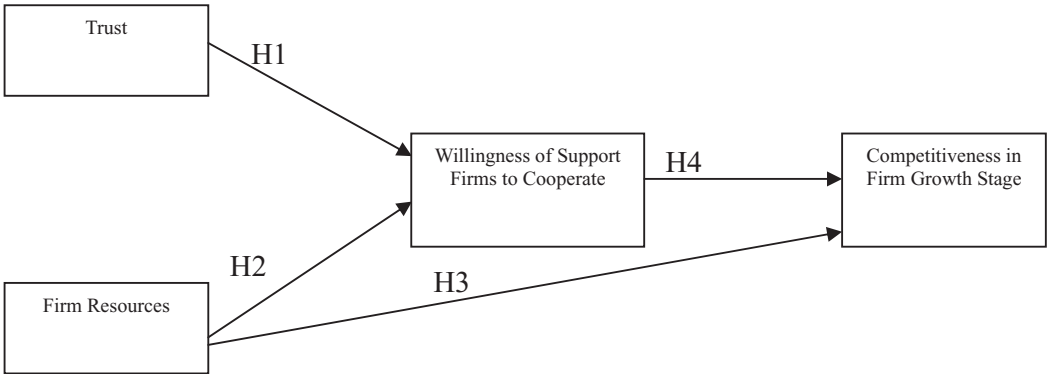 Trust
H1
Willingness of Support
Firms to Cooperate
H4
Competitiveness in
Firm Growth Stage
H2
H3
Firm Resources